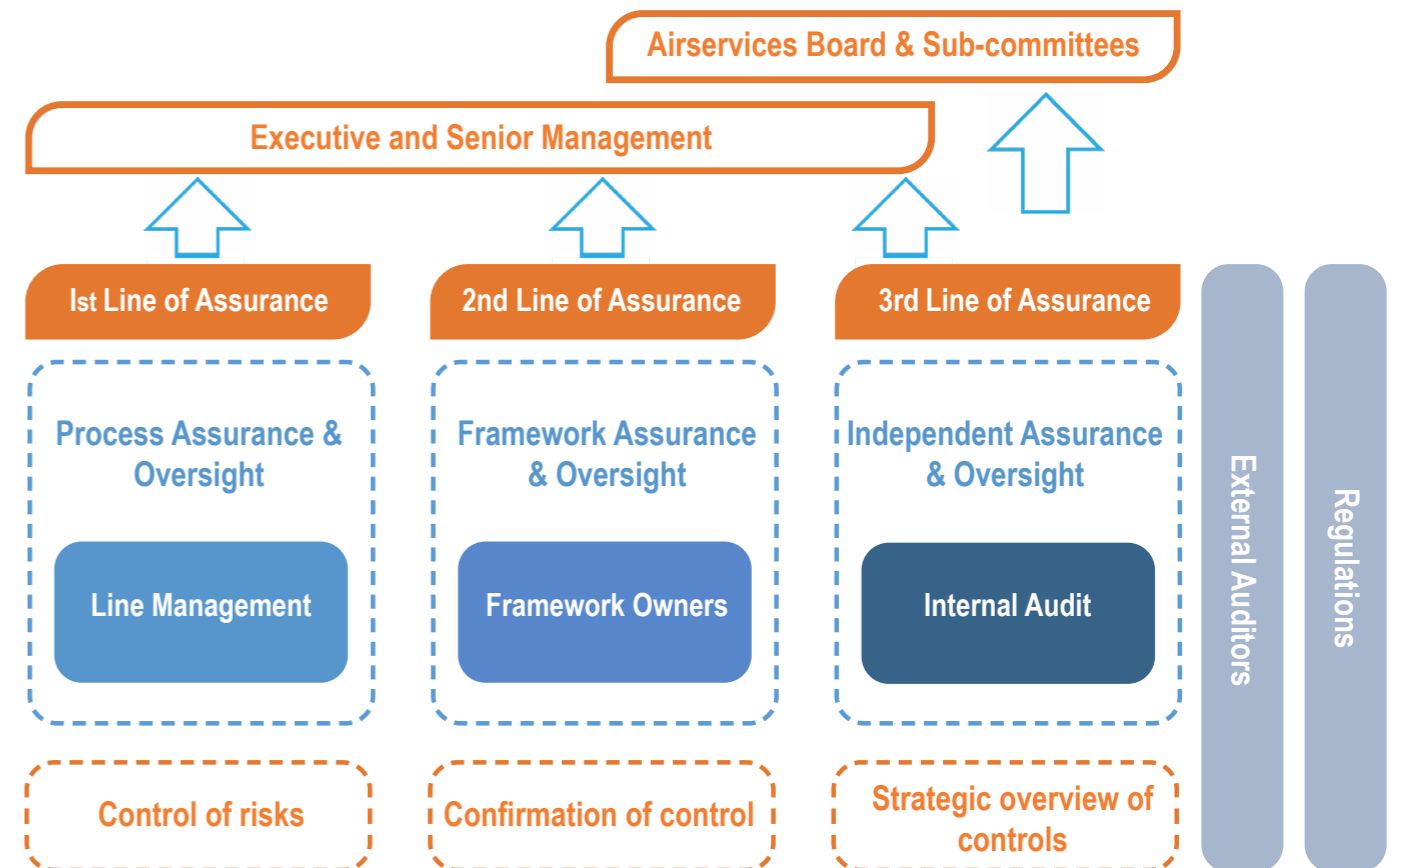 Airservices Board & Sub-committees
Executive and Senior Management
Ist Line of Assurance
2nd Line of Assurance
3rd Line of Assurance
Process Assurance &
Oversight
Framework Assurance
& Oversight
Independent Assurance
& Oversight
Line Management
Framework Owners
Internal Audit
Control of risks
Confirmation of control
Strategic overview of
controls
External Auditors
Regulations